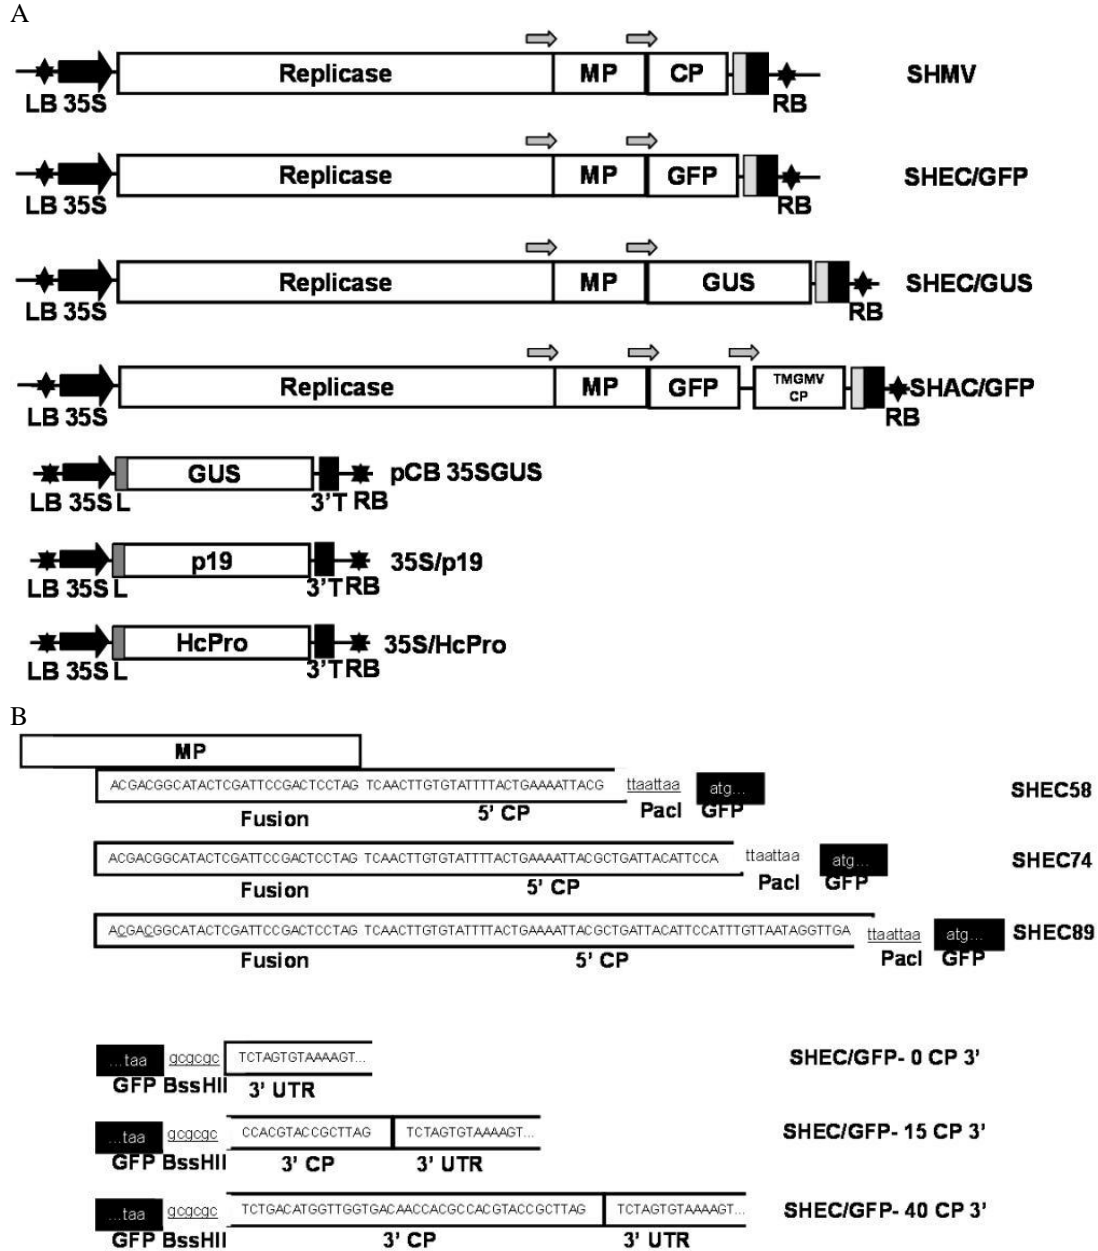 A
Replicase MP CP SHMV
LB 35S RB
Replicase MP GFP SHEC/GFP
LB 35S RB
Replicase MP GUS SHEC/GUS
LB 35S RB
Replicase MP GFP TMGMV CP SHAC/GFP
LB 35S RB
GUS pCB 35SGUS
LB 35S L 3'T RB
p19 35S/p19
LB 35S L 3'T RB
HcPro 35S/HcPro
LB 35S L 3'T RB
B
MP
ACGACGGCATACTCGATTCCGACTCCTAG TCAACTTGTGTATTTTACTGAAAATTACG ttaattaa atg... SHEC58
Fusion 5' CP PacI GFP
ACGACGGCATACTCGATTCCGACTCCTAG TCAACTTGTGTATTTTACTGAAAATTACGCTGATTACATTCCA ttaattaa atg... SHEC74
Fusion 5' CP PacI GFP
ACGACGGCATACTCGATTCCGACTCCTAG TCAACTTGTGTATTTTACTGAAAATTACGCTGATTACATTCCATTTGTTAATAGGTTGA ttaattaa atg... SHEC89
Fusion 5' CP PacI GFP
...taa gcgcgc TCTAGTGTAAAAGT... SHEC/GFP- 0 CP 3'
GFP BssHII 3' UTR
...taa gcgcgc CCACGTACCGCTTAG TCTAGTGTAAAAGT... SHEC/GFP- 15 CP 3'
GFP BssHII 3' CP 3' UTR
...taa gcgcgc TCTGACATGGTTGGTGACAACCACGCCACGTACCGCTTAG TCTAGTGTAAAAGT... SHEC/GFP- 40 CP 3'
GFP BssHII 3' CP 3' UTR